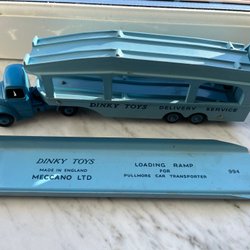 DINKY TOYS DELIVERY SERVICE
DINKY TOYS
MADE IN ENGLAND
MECCANO LTD
LOADING RAMP
FOR
PULLMORE CAR TRANSPORTER
994